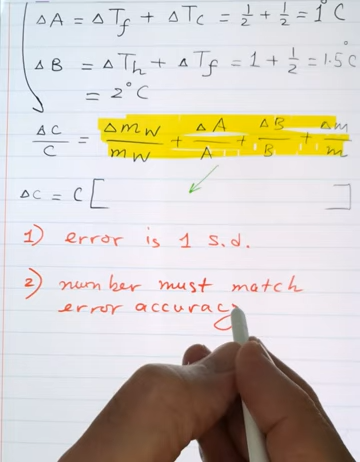 ΔA = ΔT_f + ΔT_c = 1/2 + 1/2 = 1°C
ΔB = ΔT_h + ΔT_f = 1 + 1/2 = 1.5°C
= 2°C
Δc/c = Δm_w/m_w + ΔA/A + ΔB/B + Δm/m
Δc = c [ ]
1) error is 1 s.d.
2) number must match
error accuracy